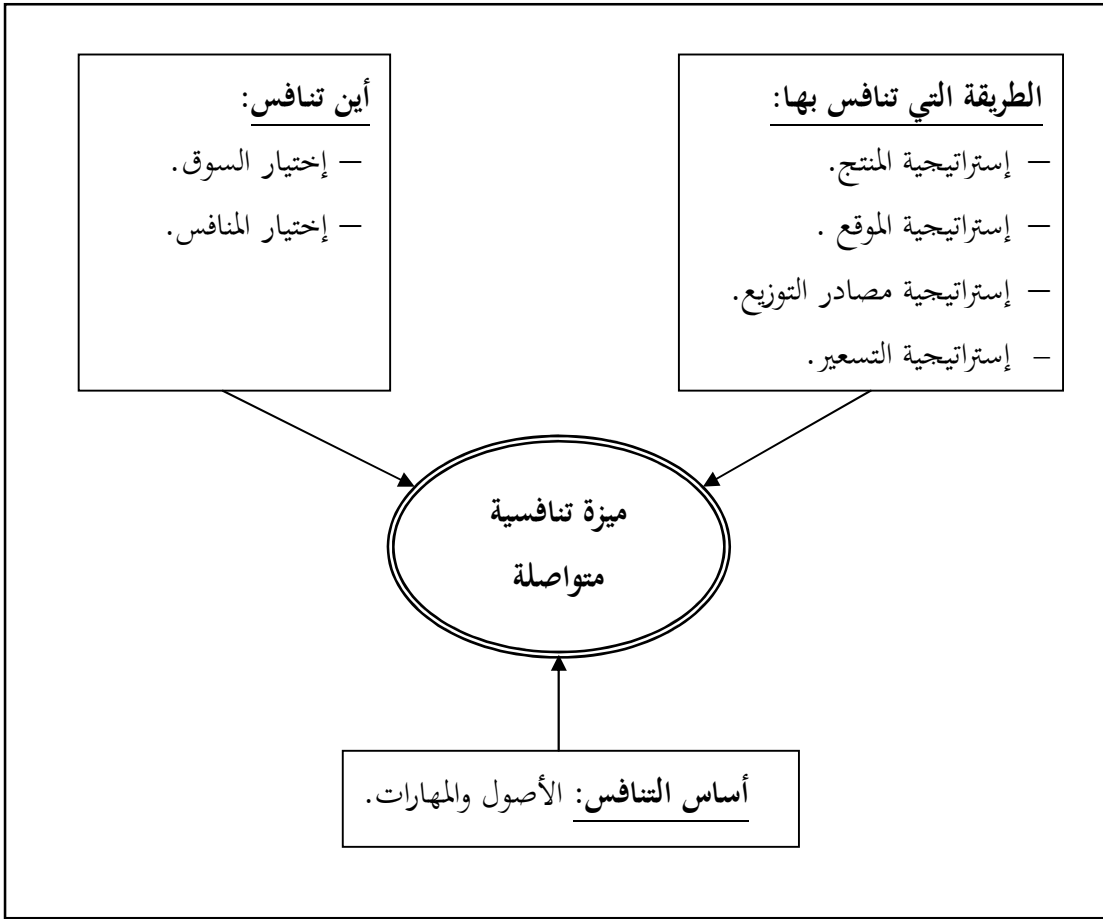 الطريقة التي تنافس بها:
– إستراتيجية المنتج.
– إستراتيجية الموقع .
– إستراتيجية مصادر التوزيع.
– إستراتيجية التسعير.
أين تنافس:
– إختيار السوق.
– إختيار المنافس.
ميزة تنافسية
متواصلة
أساس التنافس: الأصول والمهارات.